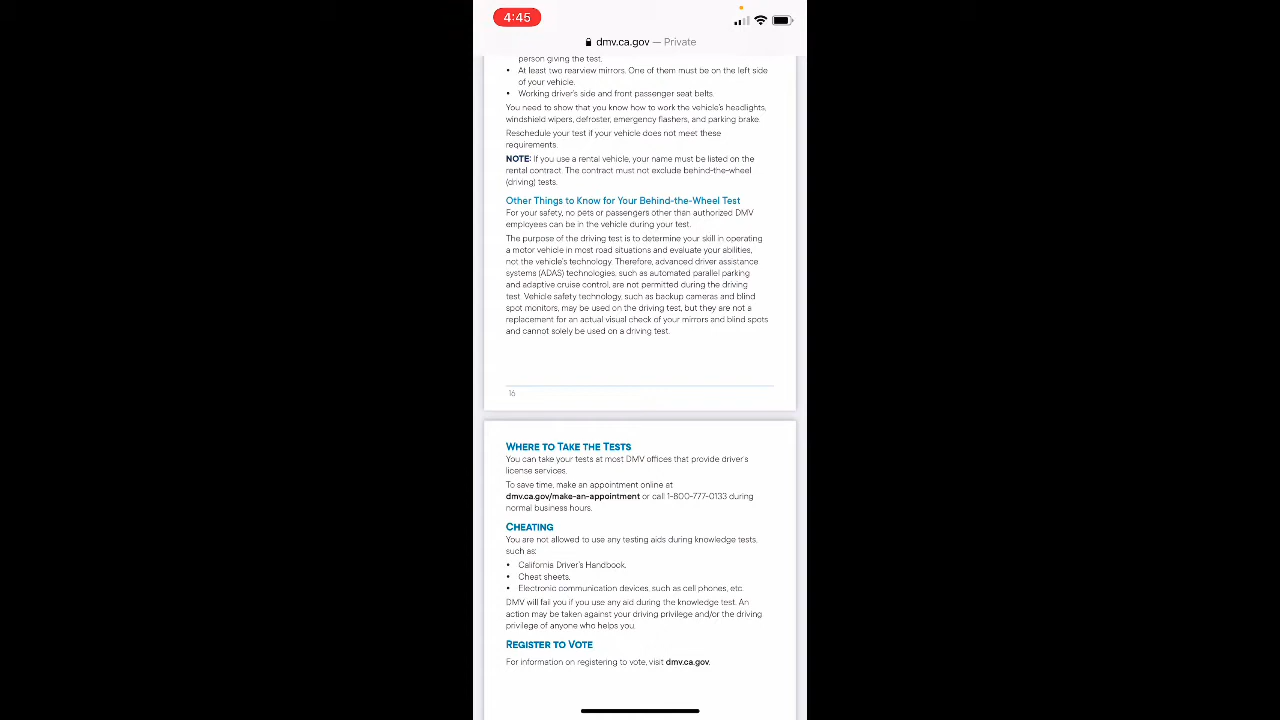 4:45
dmv.ca.gov — Private
person giving the test.
• At least two rearview mirrors. One of them must be on the left side
of your vehicle.
• Working driver's side and front passenger seat belts.
You need to show that you know how to work the vehicle's headlights,
windshield wipers, defroster, emergency flashers, and parking brake.
Reschedule your test if your vehicle does not meet these
requirements.
NOTE: If you use a rental vehicle, your name must be listed on the
rental contract. The contract must not exclude behind-the-wheel
(driving) tests.
Other Things to Know for Your Behind-the-Wheel Test
For your safety, no pets or passengers other than authorized DMV
employees can be in the vehicle during your test.
The purpose of the driving test is to determine your skill in operating
a motor vehicle in most road situations and evaluate your abilities,
not the vehicle's technology. Therefore, advanced driver assistance
systems (ADAS) technologies, such as automated parallel parking
and adaptive cruise control, are not permitted during the driving
test. Vehicle safety technology, such as backup cameras and blind
spot monitors, may be used on the driving test, but they are not a
replacement for an actual visual check of your mirrors and blind spots
and cannot solely be used on a driving test.
16
WHERE TO TAKE THE TESTS
You can take your tests at most DMV offices that provide driver's
license services.
To save time, make an appointment online at
dmv.ca.gov/make-an-appointment or call 1-800-777-0133 during
normal business hours.
CHEATING
You are not allowed to use any testing aids during knowledge tests,
such as:
• California Driver's Handbook.
• Cheat sheets.
• Electronic communication devices, such as cell phones, etc.
DMV will fail you if you use any aid during the knowledge test. An
action may be taken against your driving privilege and/or the driving
privilege of anyone who helps you.
REGISTER TO VOTE
For information on registering to vote, visit dmv.ca.gov.